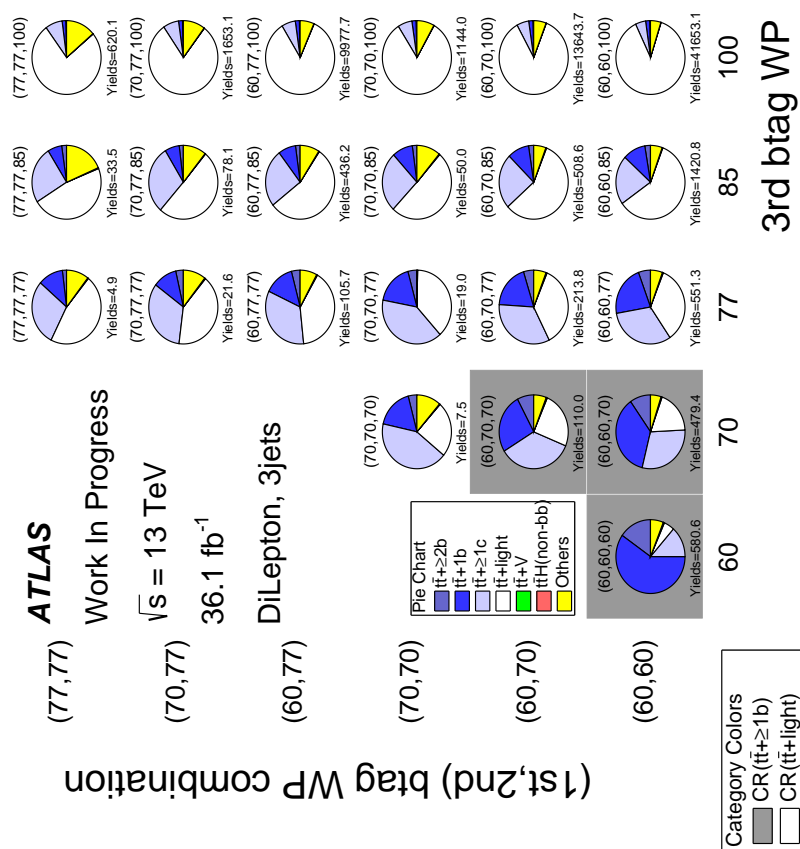 ATLAS
Work In Progress
√s = 13 TeV
36.1 fb⁻¹
DiLepton, 3jets
(1st,2nd) btag WP combination
(77,77)
(77,77,77)
Yields=4.9
(77,77,85)
Yields=33.5
(77,77,100)
Yields=620.1
(70,77)
(70,77,77)
Yields=21.6
(70,77,85)
Yields=78.1
(70,77,100)
Yields=1653.1
(60,77)
(60,77,77)
Yields=105.7
(60,77,85)
Yields=436.2
(60,77,100)
Yields=9977.7
(70,70)
(70,70,70)
Yields=7.5
(70,70,77)
Yields=19.0
(70,70,85)
Yields=50.0
(70,70,100)
Yields=1144.0
(60,70)
(60,70,70)
Yields=110.0
(60,70,77)
Yields=213.8
(60,70,85)
Yields=508.6
(60,70,100)
Yields=13643.7
(60,60)
(60,60,60)
Yields=580.6
(60,60,70)
Yields=479.4
(60,60,77)
Yields=551.3
(60,60,85)
Yields=1420.8
(60,60,100)
Yields=41653.1
Pie Chart
tt̄+≥2b
tt̄+1b
tt̄+≥1c
tt̄+light
tt̄+V
tt̄H(non-bb)
Others
60
70
77
85
100
3rd btag WP
Category Colors
CR(tt̄+≥1b)
CR(tt̄+light)